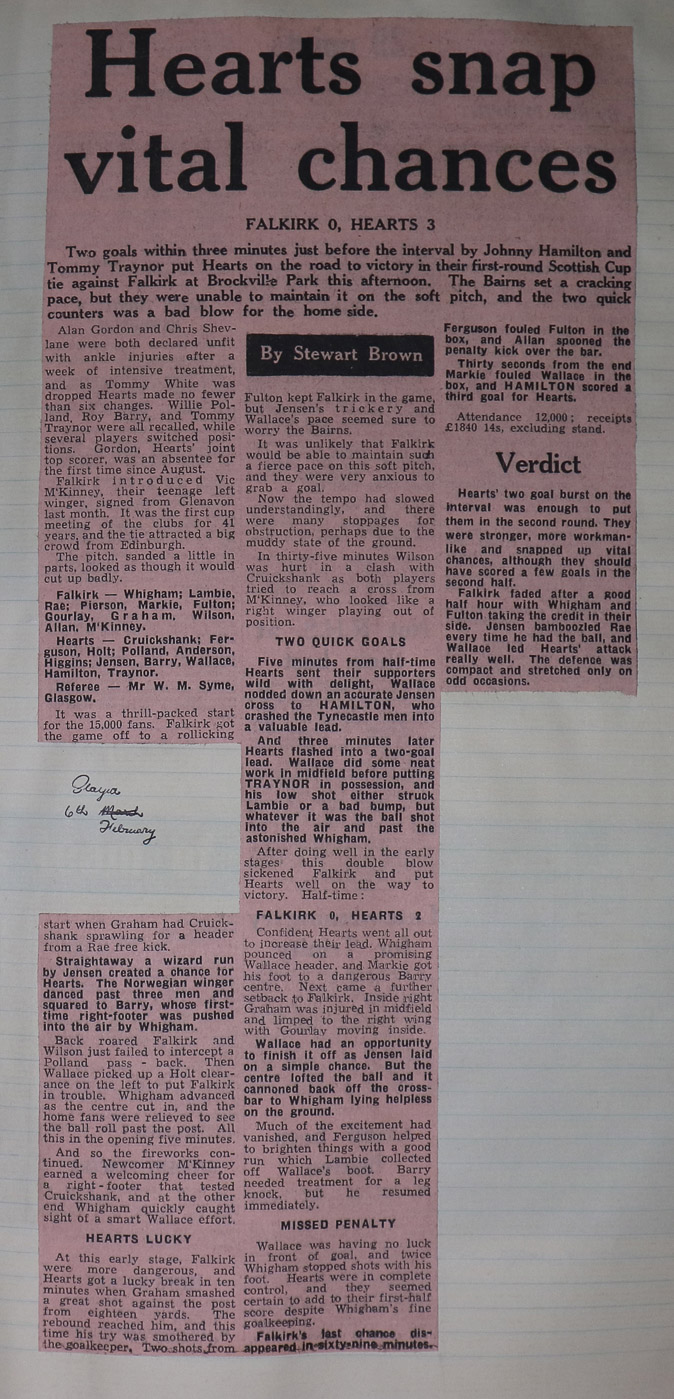 Hearts snap
vital chances
FALKIRK 0, HEARTS 3
Two goals within three minutes just before the interval by Johnny Hamilton and
Tommy Traynor put Hearts on the road to victory in their first-round Scottish Cup
tie against Falkirk at Brockville Park this afternoon. The Bairns set a cracking
pace, but they were unable to maintain it on the soft pitch, and the two quick
counters was a bad blow for the home side.
Alan Gordon and Chris Shev-
lane were both declared unfit
with ankle injuries after a
week of intensive treatment,
and as Tommy White was
dropped Hearts made no fewer
than six changes. Willie Pol-
land, Roy Barry, and Tommy
Traynor were all recalled, while
several players switched posi-
tions. Gordon, Hearts' joint
top scorer, was an absentee for
the first time since August.
Falkirk introduced Vic
M'Kinney, their teenage left
winger, signed from Glenavon
last month. It was the first cup
meeting of the clubs for 41
years, and the tie attracted a big
crowd from Edinburgh.
The pitch, sanded a little in
parts, looked as though it would
cut up badly.
Falkirk — Whigham; Lambie,
Rae; Pierson, Markie, Fulton;
Gourlay, Graham, Wilson,
Allan, M'Kinney.
Hearts — Cruickshank; Fer-
guson, Holt; Polland, Anderson,
Higgins; Jensen, Barry, Wallace,
Hamilton, Traynor.
Referee — Mr W. M. Syme,
Glasgow.
It was a thrill-packed start
for the 15,000 fans. Falkirk got
the game off to a rollicking
Played
6th March
February
start when Graham had Cruick-
shank sprawling for a header
from a Rae free kick.
Straightaway a wizard run
by Jensen created a chance for
Hearts. The Norwegian winger
danced past three men and
squared to Barry, whose first-
time right-footer was pushed
into the air by Whigham.
Back roared Falkirk and
Wilson just failed to intercept a
Polland pass-back. Then
Wallace picked up a Holt clear-
ance on the left to put Falkirk
in trouble. Whigham advanced
as the centre cut in, and the
home fans were relieved to see
the ball roll past the post. All
this in the opening five minutes.
And so the fireworks con-
tinued. Newcomer M'Kinney
earned a welcoming cheer for
a right-footer that tested
Cruickshank, and at the other
end Whigham quickly caught
sight of a smart Wallace effort.
HEARTS LUCKY
At this early stage, Falkirk
were more dangerous, and
Hearts got a lucky break in ten
minutes when Graham smashed
a great shot against the post
from eighteen yards. The
rebound reached him, and this
time his try was smothered by
the goalkeeper. Two shots from
By Stewart Brown
Fulton kept Falkirk in the game,
but Jensen's trickery and
Wallace's pace seemed sure to
worry the Bairns.
It was unlikely that Falkirk
would be able to maintain such
a fierce pace on this soft pitch,
and they were very anxious to
grab a goal.
Now the tempo had slowed
understandingly, and there
were many stoppages for
obstruction, perhaps due to the
muddy state of the ground.
In thirty-five minutes Wilson
was hurt in a clash with
Cruickshank as both players
tried to reach a cross from
M'Kinney, who looked like a
right winger playing out of
position.
TWO QUICK GOALS
Five minutes from half-time
Hearts sent their supporters
wild with delight, Wallace
nodded down an accurate Jensen
cross to HAMILTON, who
crashed the Tynecastle men into
a valuable lead.
And three minutes later
Hearts flashed into a two-goal
lead. Wallace did some neat
work in midfield before putting
TRAYNOR in possession, and
his low shot either struck
Lambie or a bad bump, but
whatever it was the ball shot
into the air and past the
astonished Whigham.
After doing well in the early
stages this double blow
sickened Falkirk and put
Hearts well on the way to
victory. Half-time:
FALKIRK 0, HEARTS 2
Confident Hearts went all out
to increase their lead. Whigham
pounced on a promising
Wallace header, and Markie got
his foot to a dangerous Barry
centre. Next came a further
setback to Falkirk. Inside right
Graham was injured in midfield
and limped to the right wing
with Gourlay moving inside.
Wallace had an opportunity
to finish it off as Jensen laid
on a simple chance. But the
centre lofted the ball and it
cannoned back off the cross-
bar to Whigham lying helpless
on the ground.
Much of the excitement had
vanished, and Ferguson helped
to brighten things with a good
run which Lambie collected
off Wallace's boot. Barry
needed treatment for a leg
knock, but he resumed
immediately.
MISSED PENALTY
Wallace was having no luck
in front of goal, and twice
Whigham stopped shots with his
foot. Hearts were in complete
control, and they seemed
certain to add to their first-half
score despite Whigham's fine
goalkeeping.
Falkirk's last chance dis-
appeared in sixty-nine minutes.
Ferguson fouled Fulton in the
box, and Allan spooned the
penalty kick over the bar.
Thirty seconds from the end
Markie fouled Wallace in the
box, and HAMILTON scored a
third goal for Hearts.
Attendance 12,000; receipts
£1840 14s, excluding stand.
Verdict
Hearts' two goal burst on the
interval was enough to put
them in the second round. They
were stronger, more workman-
like and snapped up vital
chances, although they should
have scored a few goals in the
second half.
Falkirk faded after a good
half hour with Whigham and
Fulton taking the credit in their
side. Jensen bamboozled Rae
every time he had the ball, and
Wallace led Hearts' attack
really well. The defence was
compact and stretched only on
odd occasions.